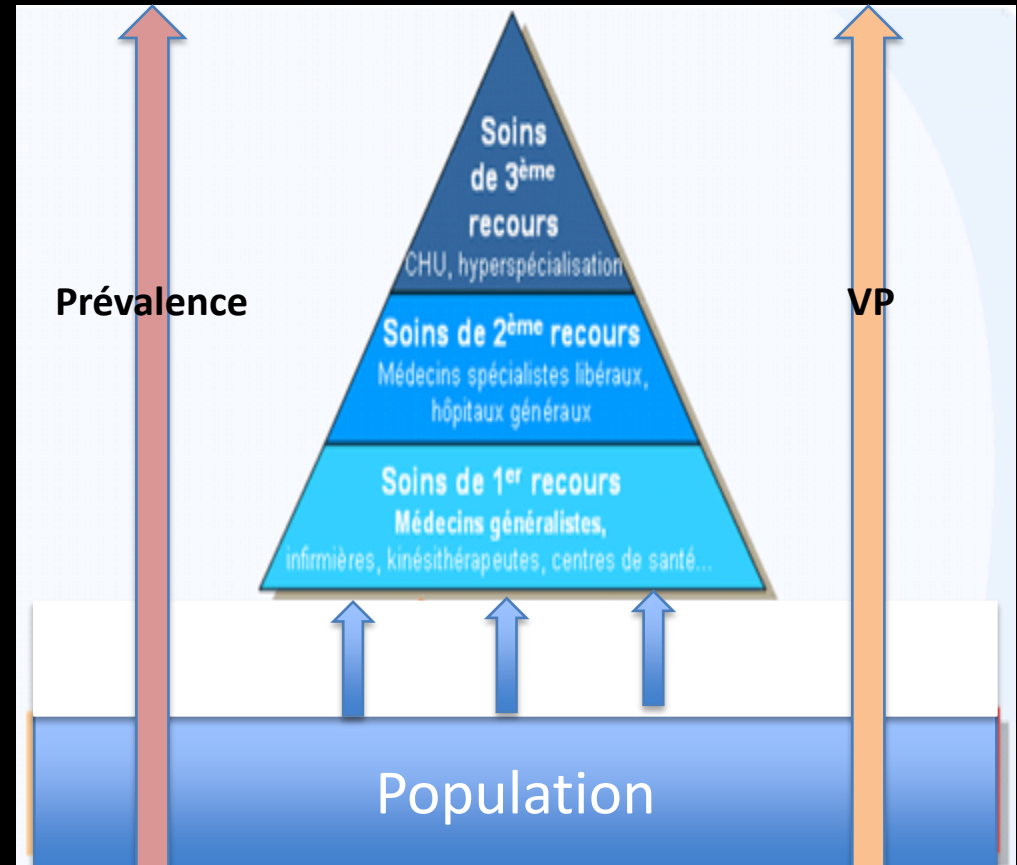 Soins
de 3ème
recours
CHU, hyperspécialisation
Prévalence
VP
Soins de 2ème recours
Médecins spécialistes libéraux,
hôpitaux généraux
Soins de 1er recours
Médecins généralistes,
infirmières, kinésithérapeutes, centres de santé...
Population